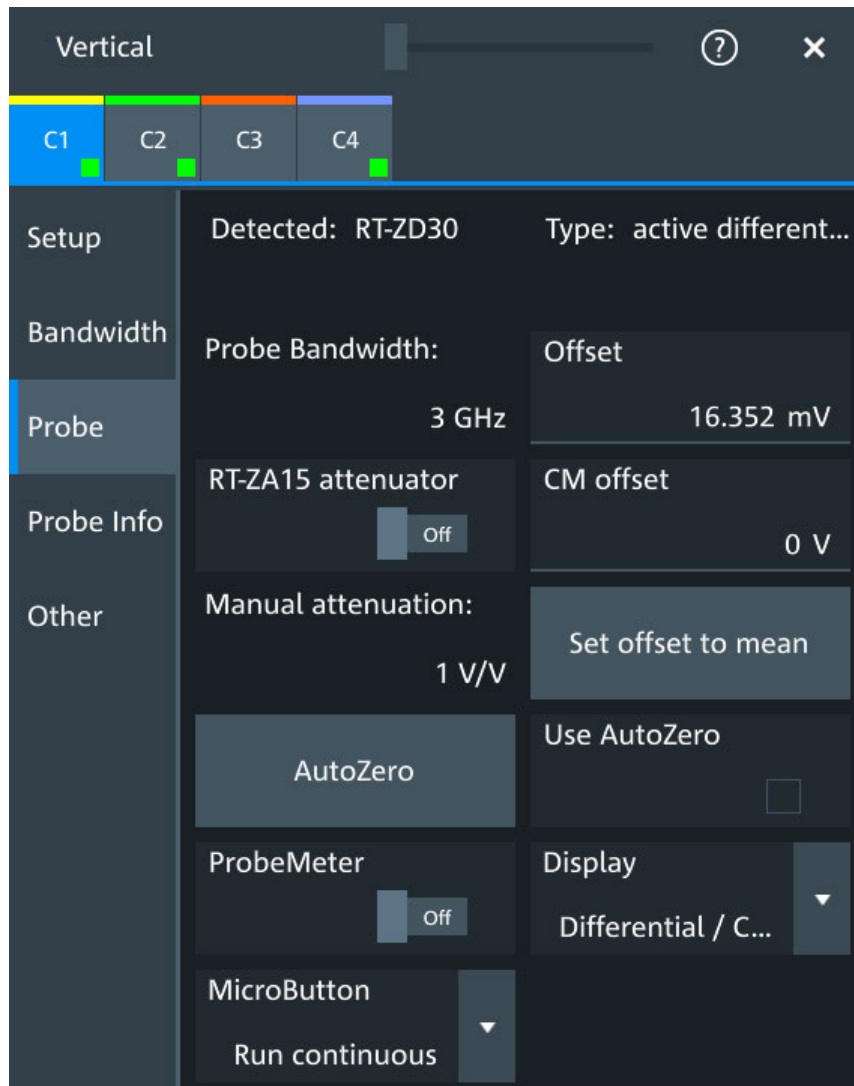 Vertical
?
C1
C2
C3
C4
Setup
Bandwidth
Probe
Probe Info
Other
Detected: RT-ZD30
Type: active different...
Probe Bandwidth:
3 GHz
Offset
16.352 mV
RT-ZA15 attenuator
Off
CM offset
0 V
Manual attenuation:
1 V/V
Set offset to mean
AutoZero
Use AutoZero
ProbeMeter
Off
Display
Differential / C...
MicroButton
Run continuous